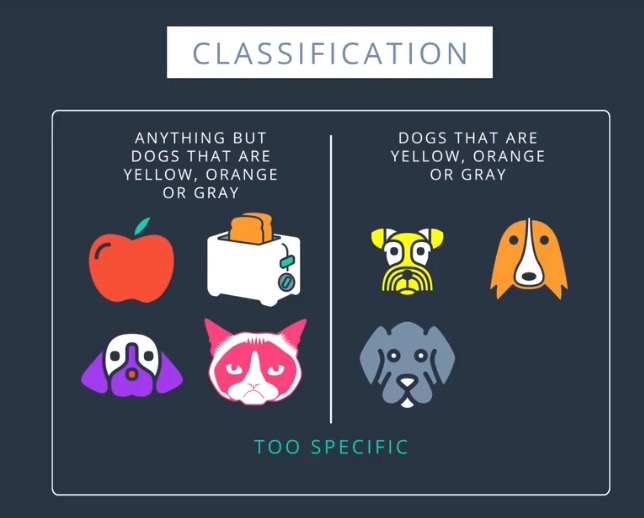 CLASSIFICATION
ANYTHING BUT
DOGS THAT ARE
YELLOW, ORANGE
OR GRAY
DOGS THAT ARE
YELLOW, ORANGE
OR GRAY
TOO SPECIFIC